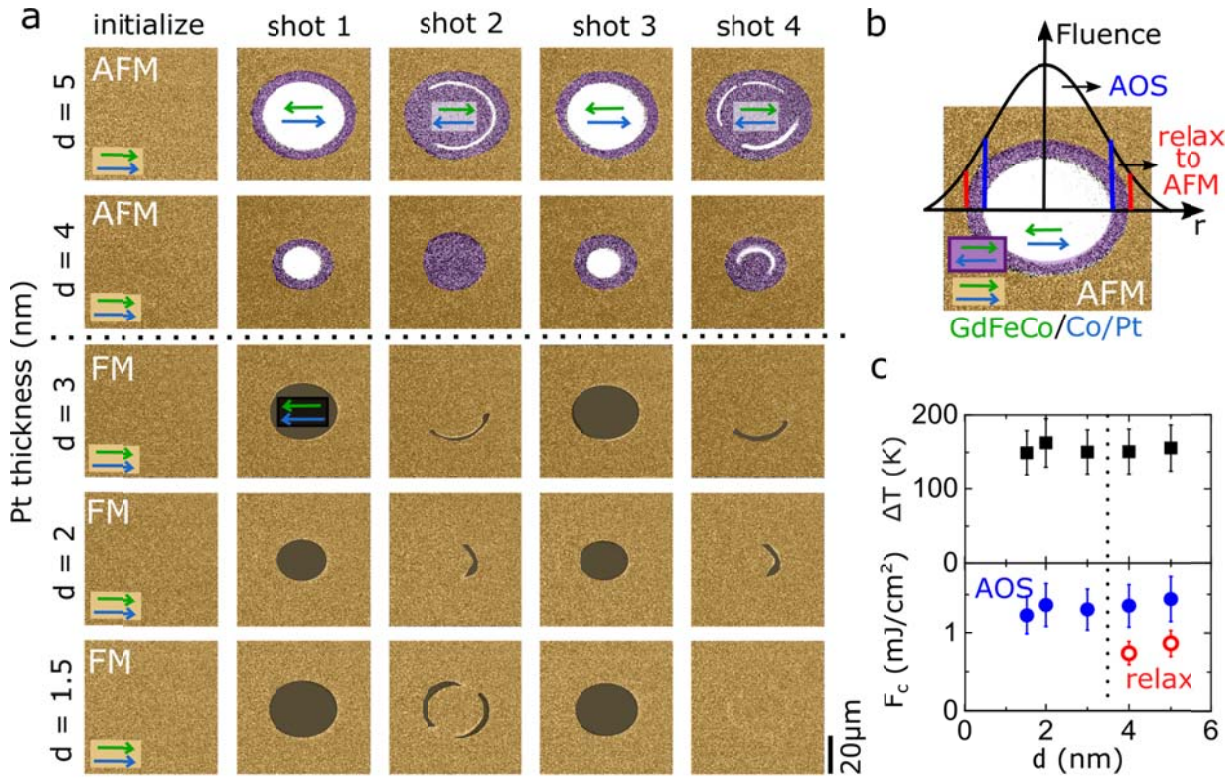 a
initialize
shot 1
shot 2
shot 3
shot 4
Pt thickness (nm)
d = 5
AFM
d = 4
AFM
d = 3
FM
d = 2
FM
d = 1.5
FM
20μm
b
Fluence
AOS
relax
to
AFM
r
AFM
GdFeCo/Co/Pt
c
200
100
0
ΔT (K)
AOS
1
relax
0
F_c (mJ/cm²)
0 2 4 6
d (nm)